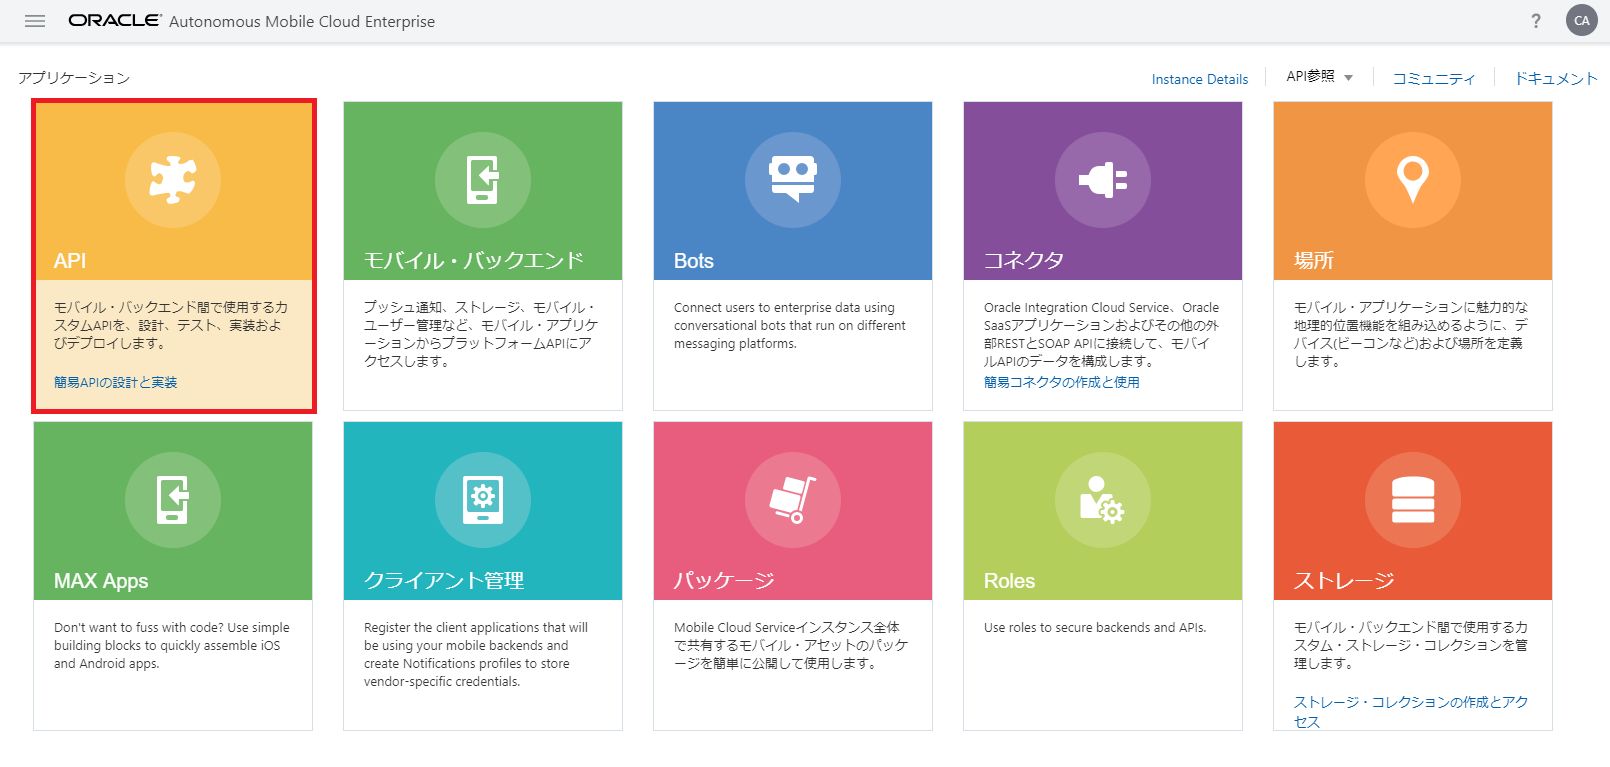 ORACLE Autonomous Mobile Cloud Enterprise
? CA
アプリケーション
Instance Details API参照 コミュニティ ドキュメント
API
モバイル・バックエンド間で使用するカ
スタムAPIを、設計、テスト、実装およ
びデプロイします。
簡易APIの設計と実装
モバイル・バックエンド
プッシュ通知、ストレージ、モバイル・
ユーザー管理など、モバイル・アプリケ
ーションからプラットフォームAPIにア
クセスします。
Bots
Connect users to enterprise data using
conversational bots that run on different
messaging platforms.
コネクタ
Oracle Integration Cloud Service、Oracle
SaaSアプリケーションおよびその他の外
部RESTとSOAP APIに接続して、モバイ
ルAPIのデータを構成します。
簡易コネクタの作成と使用
場所
モバイル・アプリケーションに魅力的な
地理的位置機能を組み込めるように、デ
バイス(ビーコンなど)および場所を定義
します。
MAX Apps
Don't want to fuss with code? Use simple
building blocks to quickly assemble iOS
and Android apps.
クライアント管理
Register the client applications that will
be using your mobile backends and
create Notifications profiles to store
vendor-specific credentials.
パッケージ
Mobile Cloud Serviceインスタンス全体
で共有するモバイル・アセットのパッケ
ージを簡単に公開して使用します。
Roles
Use roles to secure backends and APIs.
ストレージ
モバイル・バックエンド間で使用するカ
スタム・ストレージ・コレクションを管
理します。
ストレージ・コレクションの作成とアク
セス